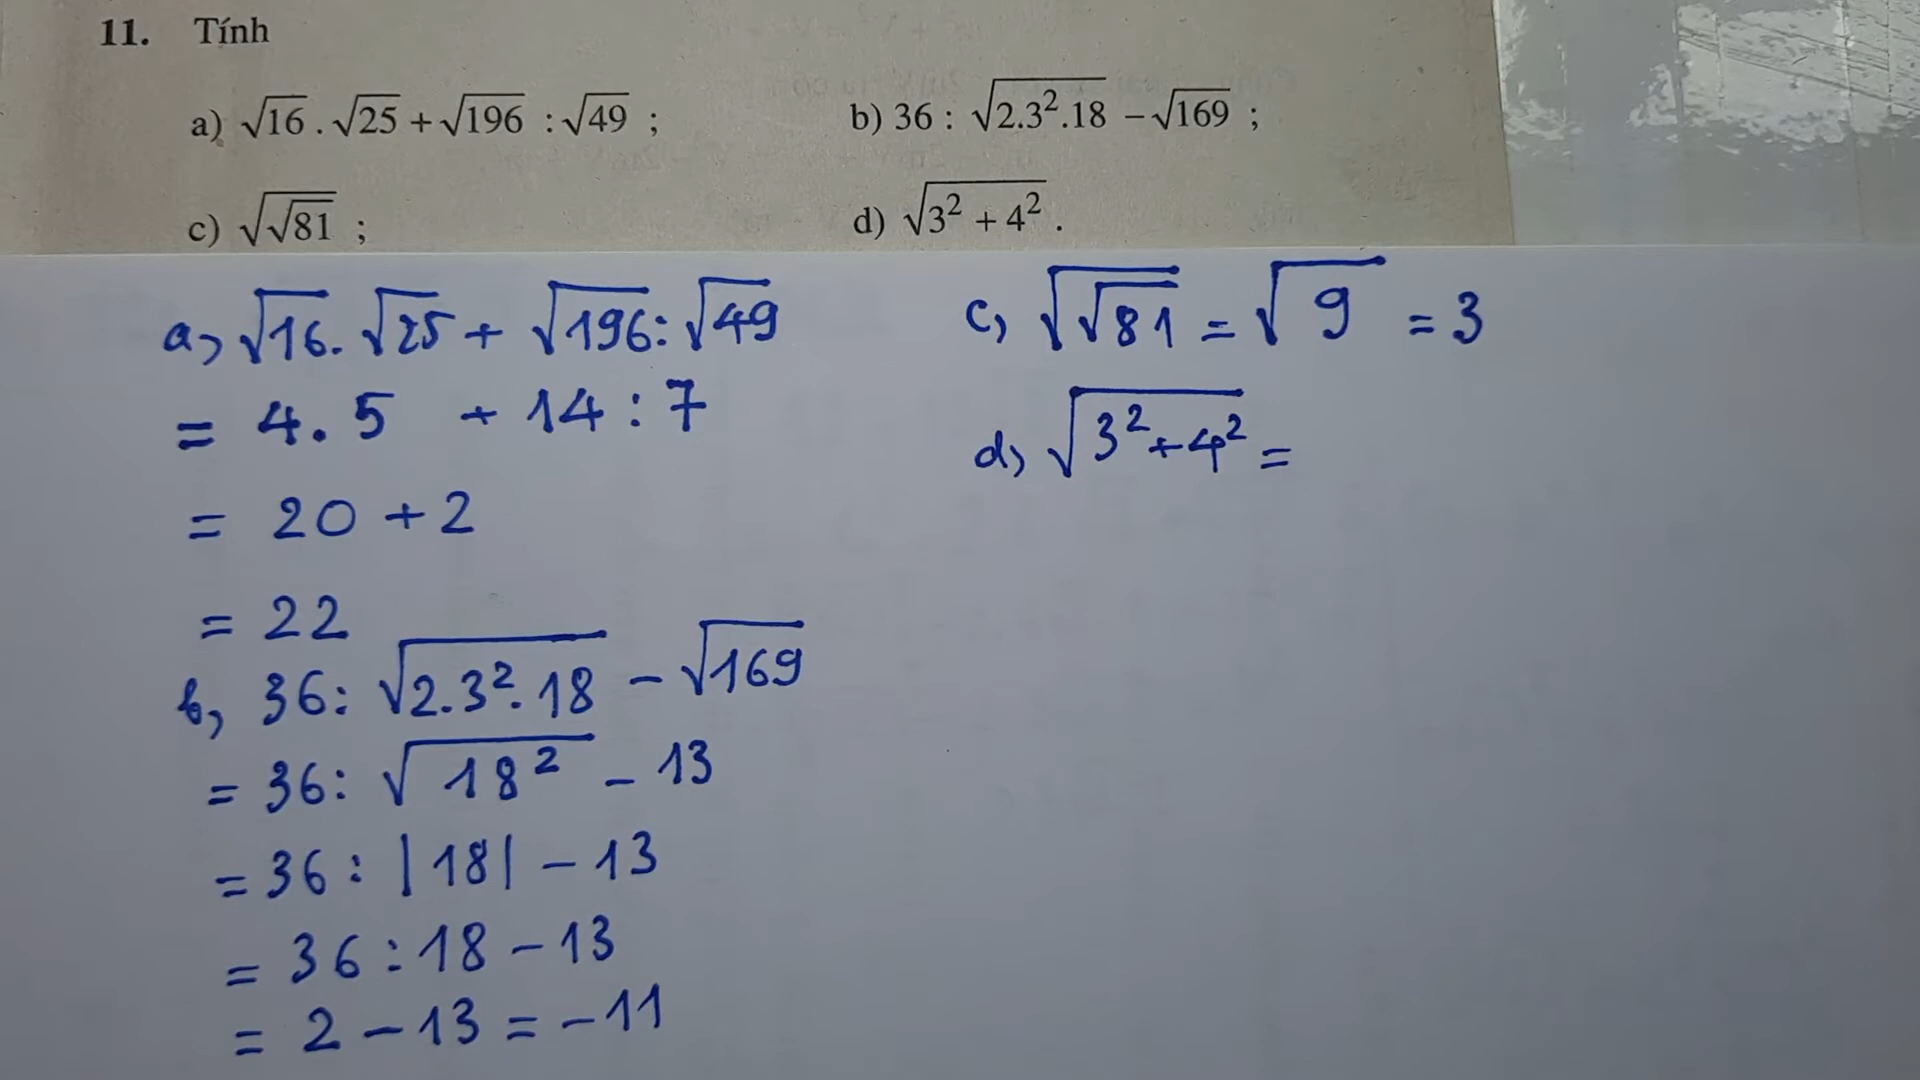 11. Tính
a) √16 . √25 + √196 : √49 ;
b) 36 : √(2.3².18) – √169 ;
c) √√81 ;
d) √(3² + 4²) .
a, √16 . √25 + √196 : √49
= 4 . 5 + 14 : 7
= 20 + 2
= 22
b, 36 : √(2.3².18) – √169
= 36 : √(18²) – 13
= 36 : |18| – 13
= 36 : 18 – 13
= 2 – 13 = –11
c, √√81 = √9 = 3
d, √(3² + 4²) =